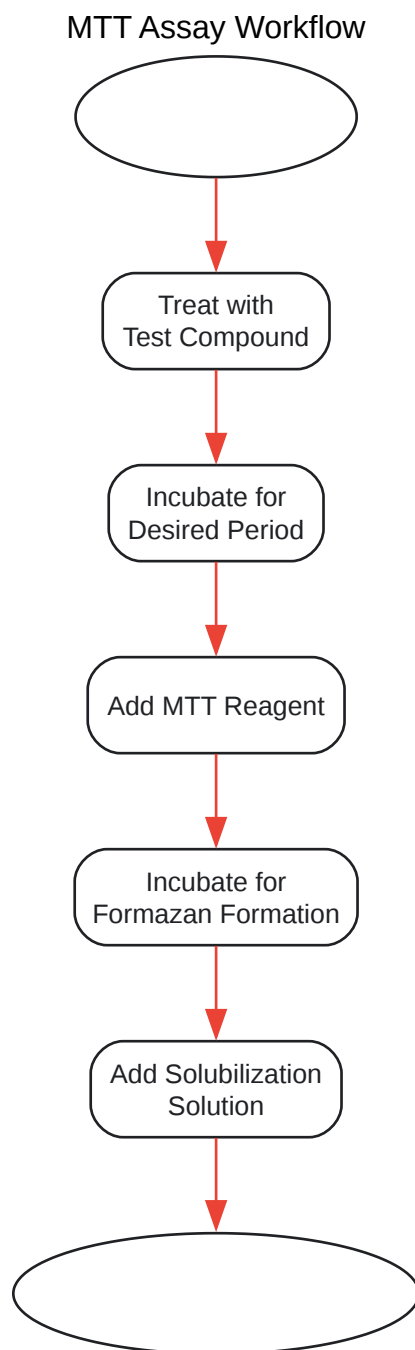 MTT Assay Workflow
Treat with
Test Compound
Incubate for
Desired Period
Add MTT Reagent
Incubate for
Formazan Formation
Add Solubilization
Solution